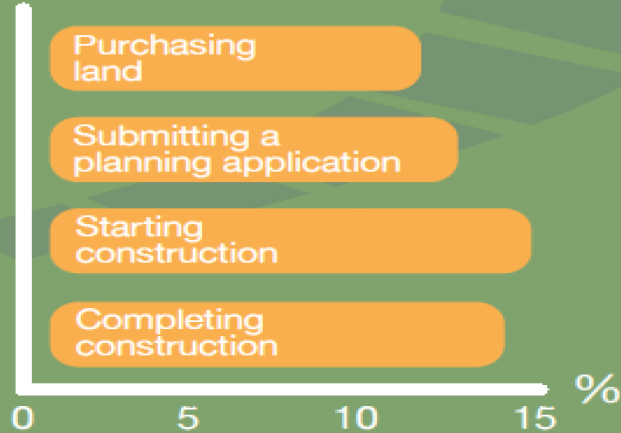 Purchasing
land
Submitting a
planning application
Starting
construction
Completing
construction
%
0 5 10 15